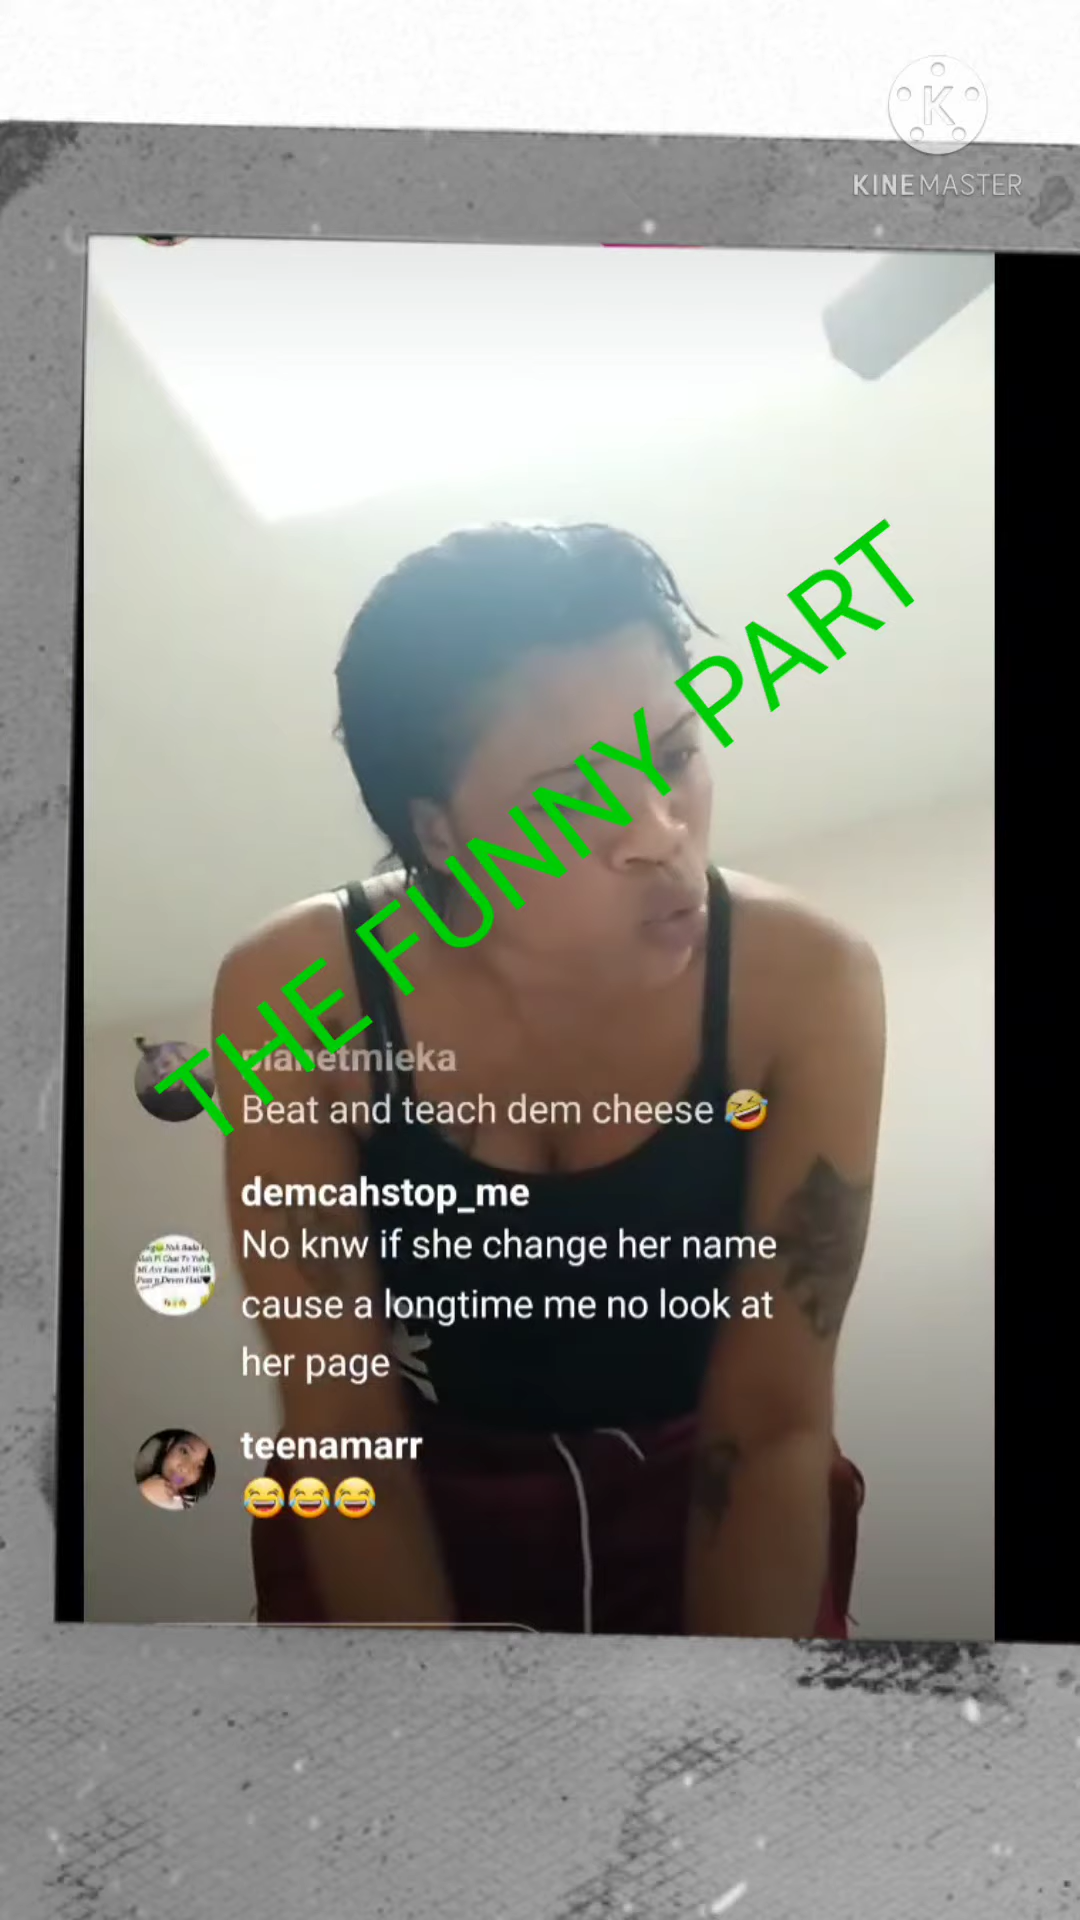 KINEMASTER
THE FUNNY PART
planetmieka
Beat and teach dem cheese 🤣
demcahstop_me
No knw if she change her name
cause a longtime me no look at
her page
teenamarr
😂😂😂